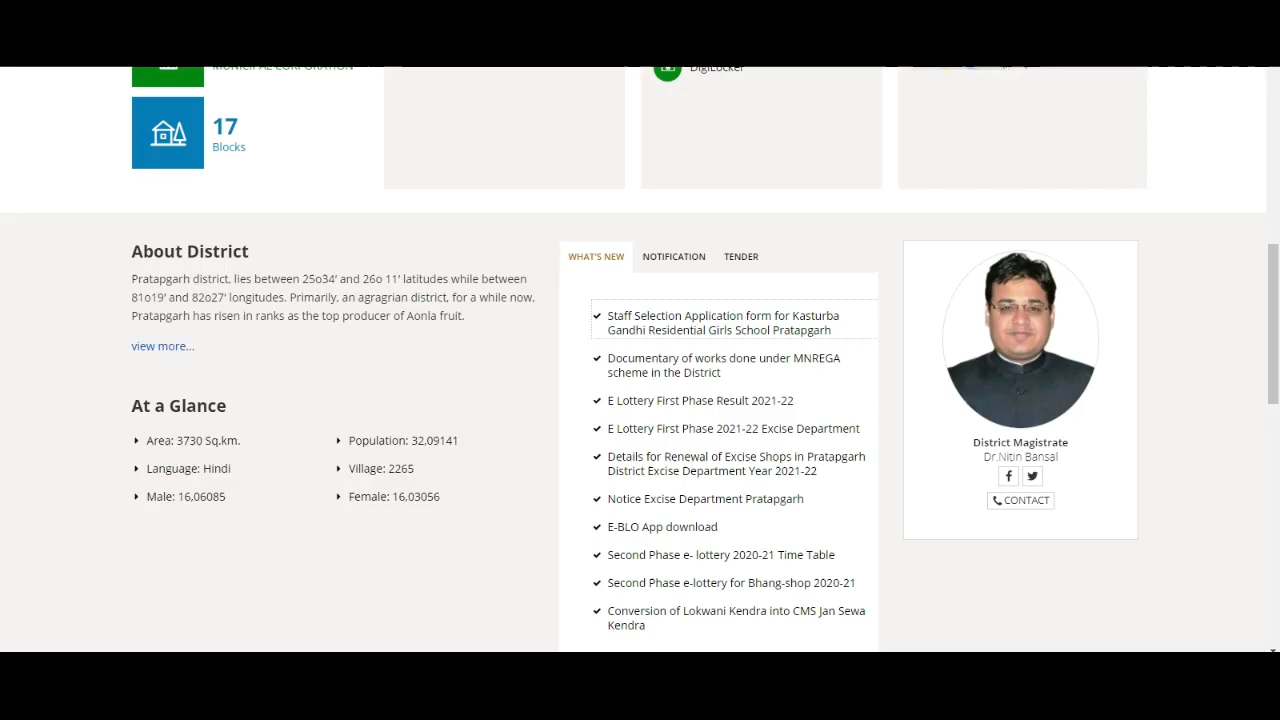 MUNICIPAL CORPORATION
DigiLocker
17
Blocks
About District
Pratapgarh district, lies between 25o34′ and 26o 11′ latitudes while between
81o19′ and 82o27′ longitudes. Primarily, an agragrian district, for a while now,
Pratapgarh has risen in ranks as the top producer of Aonla fruit.
view more...
At a Glance
Area: 3730 Sq.km.
Population: 32,09141
Language: Hindi
Village: 2265
Male: 16,06085
Female: 16,03056
WHAT'S NEW
NOTIFICATION
TENDER
Staff Selection Application form for Kasturba
Gandhi Residential Girls School Pratapgarh
Documentary of works done under MNREGA
scheme in the District
E Lottery First Phase Result 2021-22
E Lottery First Phase 2021-22 Excise Department
Details for Renewal of Excise Shops in Pratapgarh
District Excise Department Year 2021-22
Notice Excise Department Pratapgarh
E-BLO App download
Second Phase e- lottery 2020-21 Time Table
Second Phase e-lottery for Bhang-shop 2020-21
Conversion of Lokwani Kendra into CMS Jan Sewa
Kendra
District Magistrate
Dr.Nitin Bansal
CONTACT